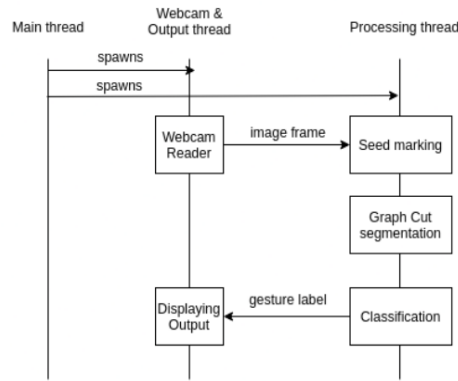 Main thread
Webcam &
Output thread
Processing thread
spawns
spawns
Webcam
Reader
image frame
Seed marking
Graph Cut
segmentation
Displaying
Output
gesture label
Classification